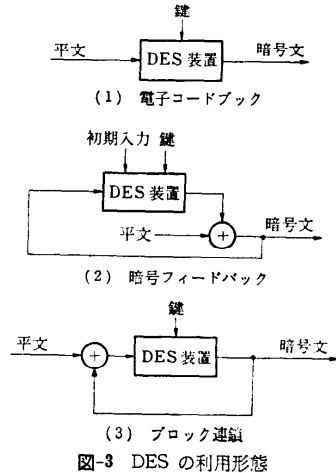 鍵
平文 DES 装置 暗号文
(1) 電子コードブック
初期入力 鍵
DES 装置
平文 + 暗号文
(2) 暗号フィードバック
鍵
平文 + DES 装置 暗号文
(3) ブロック連鎖
図-3 DES の利用形態